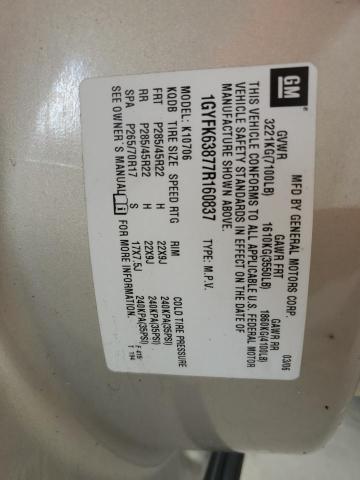 GM
MFD BY GENERAL MOTORS CORP. 03/06
GVWR GAWR FRT GAWR RR
3221KG(7100LB) 1610KG(3550LB) 1860KG(4100LB)
THIS VEHICLE CONFORMS TO ALL APPLICABLE U.S. FEDERAL MOTOR
VEHICLE SAFETY STANDARDS IN EFFECT ON THE DATE OF
MANUFACTURE SHOWN ABOVE.
1GYFK63877R160837 TYPE: M.P.V.
MODEL: K10706
KQDB TIRE SIZE SPEED RTG RIM COLD TIRE PRESSURE
FRT P285/45R22 H 22X9J 240KPA(35PSI)
RR P285/45R22 H 22X9J 240KPA(35PSI)
SPA P265/70R17 S 17X7.5J 240KPA(35PSI)
SEE OWNER'S MANUAL FOR MORE INFORMATION.